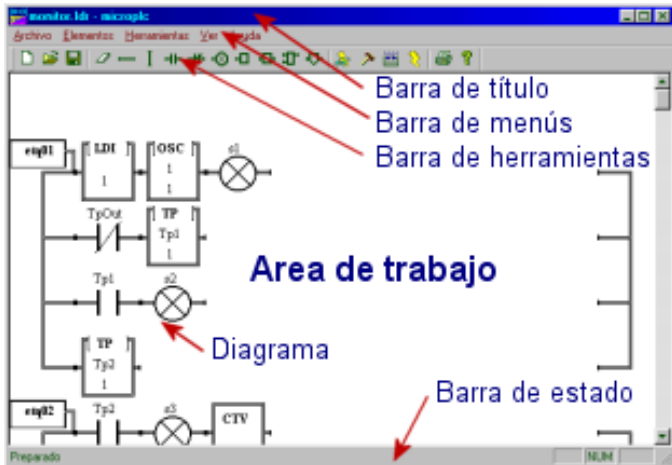 monitor.ldr - microplc
Archivo Elementos Herramientas Ver Ayuda
Barra de título
Barra de menús
Barra de herramientas
etq01
LDI
1
OSC
1
1
s1
TpOut
TP
Tp1
1
Area de trabajo
Tp1
s2
Diagrama
TP
Tp2
1
Barra de estado
etq02
Tp2
s3
CTV
Preparado
NUM